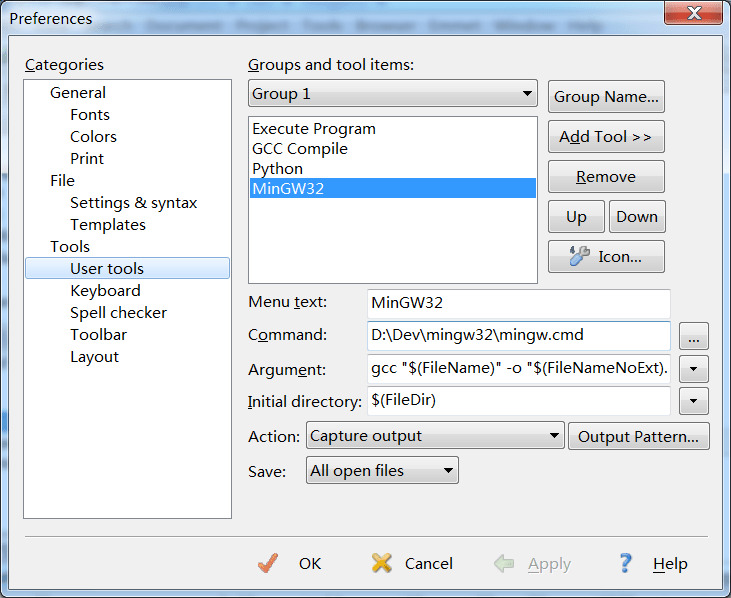 Preferences
Categories
General
Fonts
Colors
Print
File
Settings & syntax
Templates
Tools
User tools
Keyboard
Spell checker
Toolbar
Layout
Groups and tool items:
Group 1
Group Name...
Execute Program
GCC Compile
Python
MinGW32
Add Tool >>
Remove
Up Down
Icon...
Menu text: MinGW32
Command: D:\Dev\mingw32\mingw.cmd ...
Argument: gcc "$(FileName)" -o "$(FileNameNoExt).
Initial directory: $(FileDir)
Action: Capture output Output Pattern...
Save: All open files
OK Cancel Apply Help